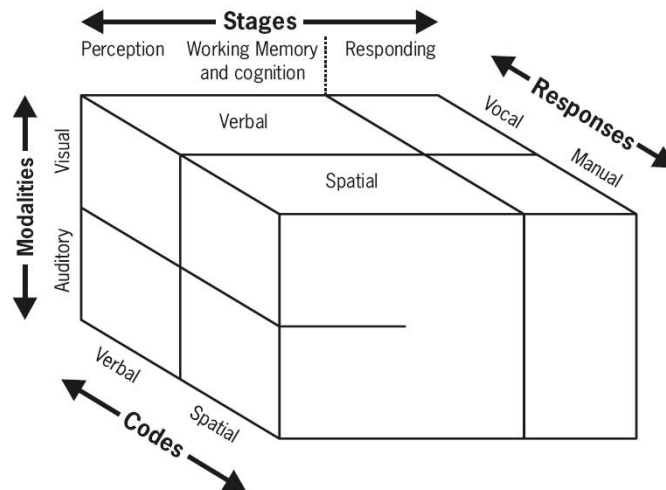 Stages
Perception
Working Memory
and cognition
Responding
Responses
Vocal
Manual
Modalities
Visual
Auditory
Verbal
Spatial
Verbal
Spatial
Codes